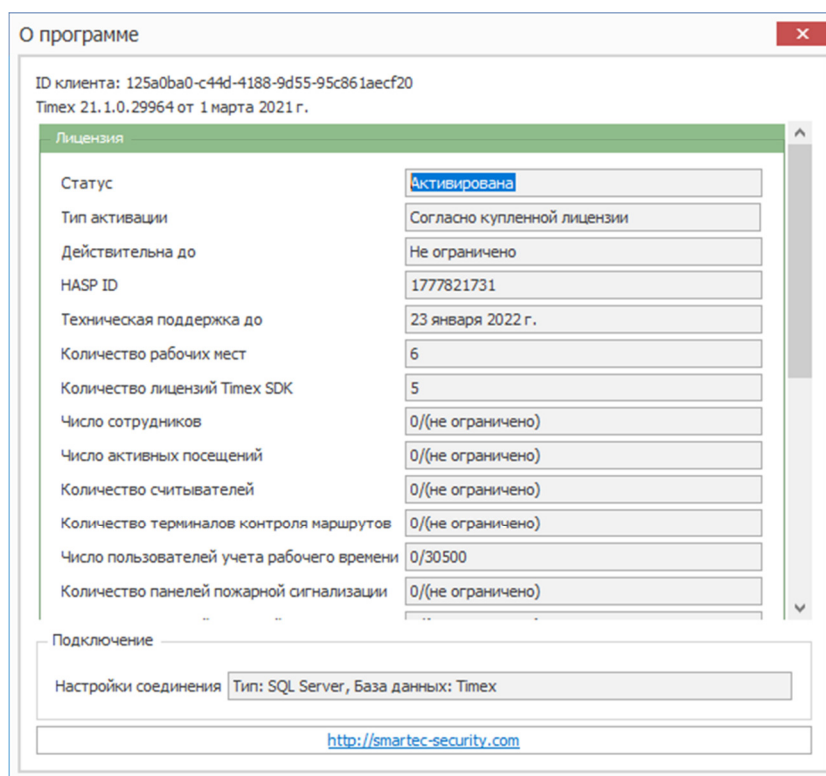 О программе
ID клиента: 125a0ba0-c44d-4188-9d55-95c861aecf20
Timex 21.1.0.29964 от 1 марта 2021 г.
Лицензия
Статус Активирована
Тип активации Согласно купленной лицензии
Действительна до Не ограничено
HASP ID 1777821731
Техническая поддержка до 23 января 2022 г.
Количество рабочих мест 6
Количество лицензий Timex SDK 5
Число сотрудников 0/(не ограничено)
Число активных посещений 0/(не ограничено)
Количество считывателей 0/(не ограничено)
Количество терминалов контроля маршрутов 0/(не ограничено)
Число пользователей учета рабочего времени 0/30500
Количество панелей пожарной сигнализации 0/(не ограничено)
Подключение
Настройки соединения Тип: SQL Server, База данных: Timex
http://smartec-security.com